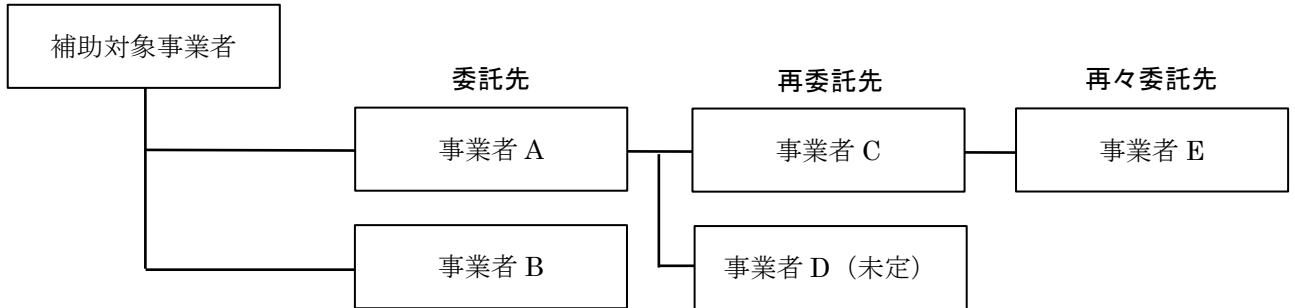 補助対象事業者
委託先
再委託先
再々委託先
事業者 A
事業者 C
事業者 E
事業者 B
事業者 D（未定）